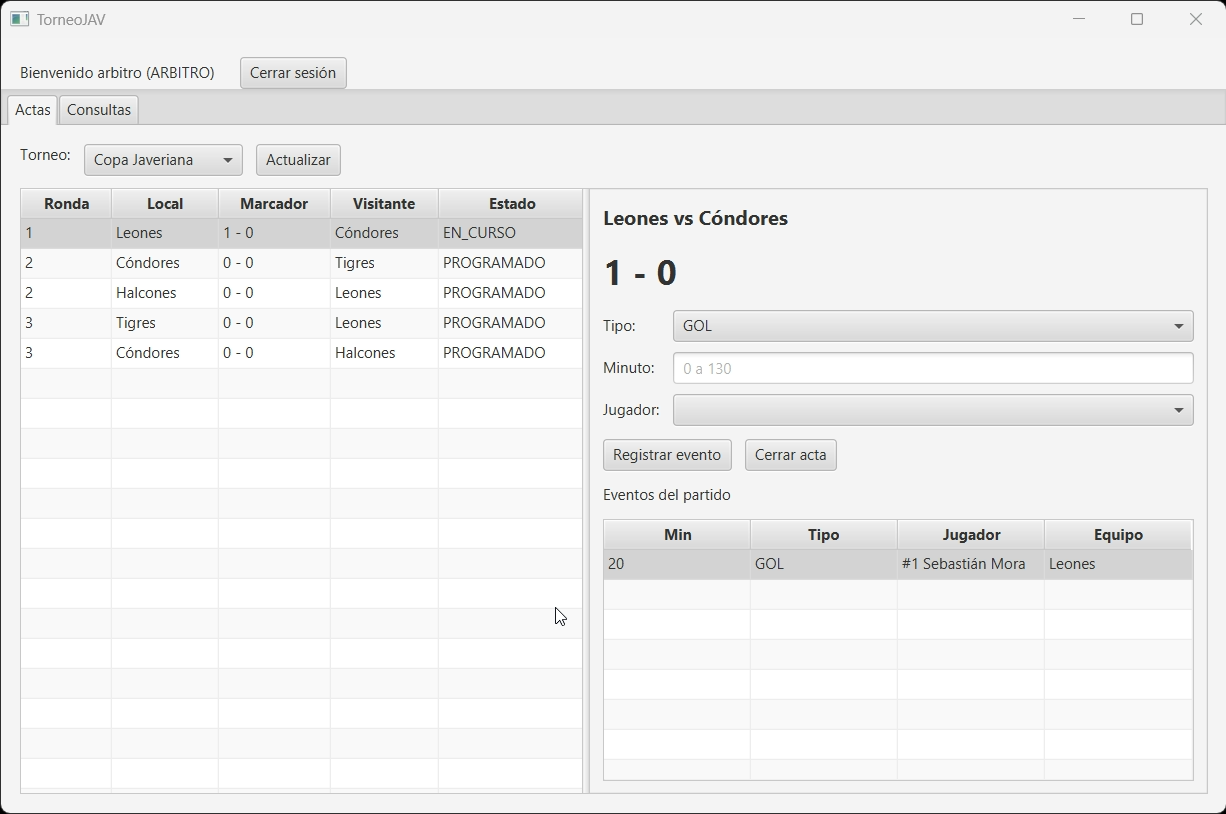 TorneoJAV
Bienvenido arbitro (ARBITRO) Cerrar sesión
Actas Consultas
Torneo: Copa Javeriana Actualizar
Ronda Local Marcador Visitante Estado
1 Leones 1 - 0 Cóndores EN_CURSO
2 Cóndores 0 - 0 Tigres PROGRAMADO
2 Halcones 0 - 0 Leones PROGRAMADO
3 Tigres 0 - 0 Leones PROGRAMADO
3 Cóndores 0 - 0 Halcones PROGRAMADO
Leones vs Cóndores
1 - 0
Tipo: GOL
Minuto: 0 a 130
Jugador:
Registrar evento Cerrar acta
Eventos del partido
Min Tipo Jugador Equipo
20 GOL #1 Sebastián Mora Leones